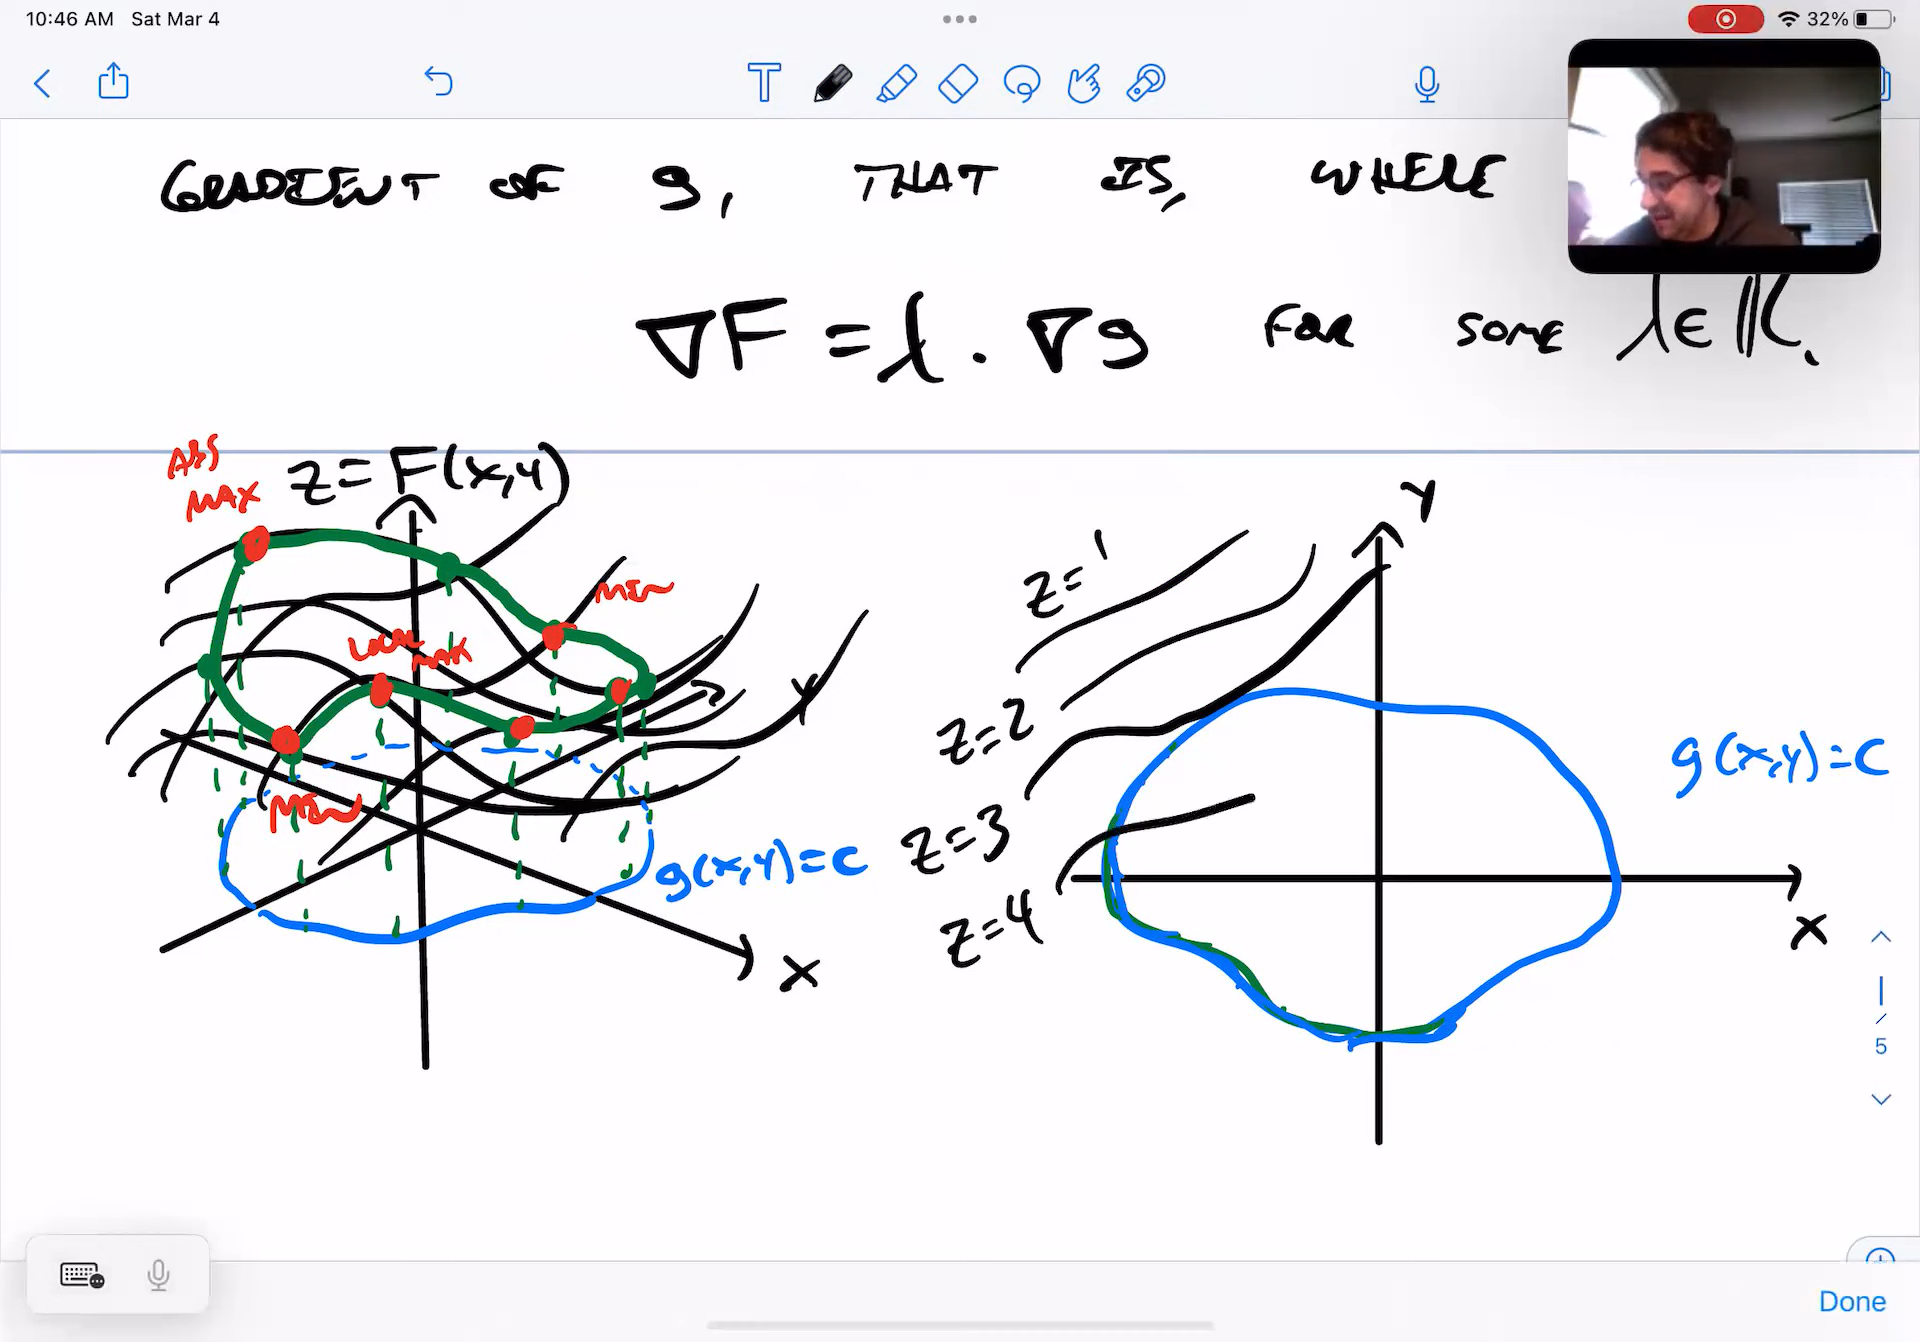 10:46 AM Sat Mar 4
32%
GRADIENT OF g, THAT IS, WHERE
∇F = λ · ∇g FOR SOME λ∈ℝ.
ABS MAX
z = F(x,y)
MIN
LOCAL MAX
Y
MIN
g(x,y)=c
X
Y
z=1
z=2
z=3
z=4
g(x,y)=c
X
1/5
Done